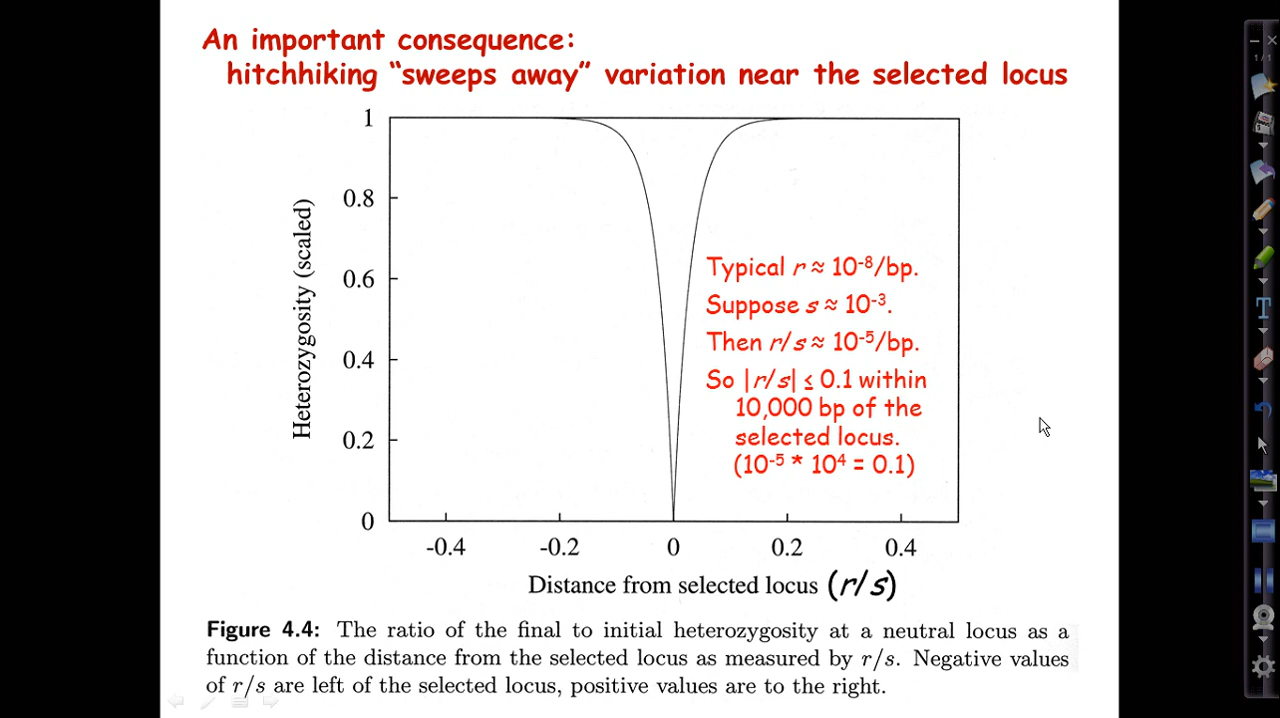 An important consequence:
hitchhiking “sweeps away” variation near the selected locus
1
0.8
0.6
0.4
0.2
0
Heterozygosity (scaled)
Typical r ≈ 10⁻⁸/bp.
Suppose s ≈ 10⁻³.
Then r/s ≈ 10⁻⁵/bp.
So |r/s| ≤ 0.1 within
10,000 bp of the
selected locus.
(10⁻⁵ * 10⁴ = 0.1)
-0.4 -0.2 0 0.2 0.4
Distance from selected locus (r/s)
Figure 4.4: The ratio of the final to initial heterozygosity at a neutral locus as a
function of the distance from the selected locus as measured by r/s. Negative values
of r/s are left of the selected locus, positive values are to the right.
1/1
T